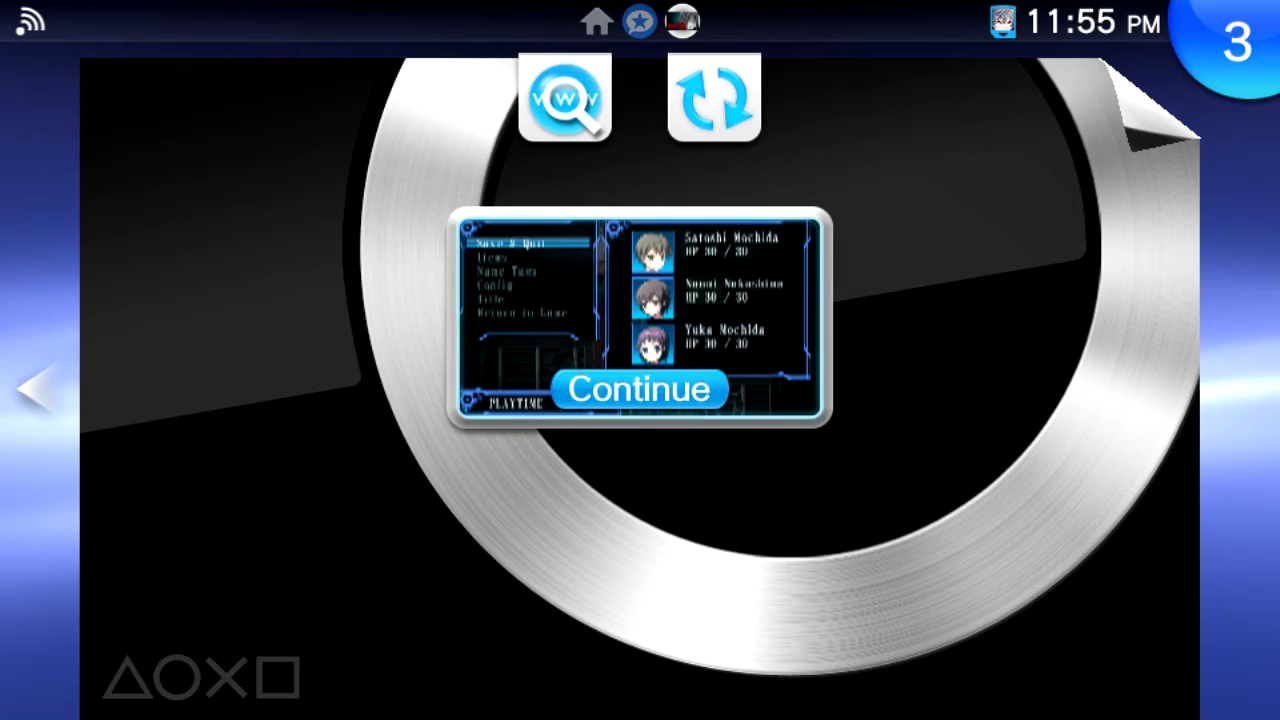 11:55 PM
3
www
Save & Quit
Items
Name Tags
Config
Title
Return to Game
Satoshi Mochida
HP 30 / 30
Naomi Nakashima
HP 30 / 30
Yuka Mochida
HP 30 / 30
PLAYTIME
Continue